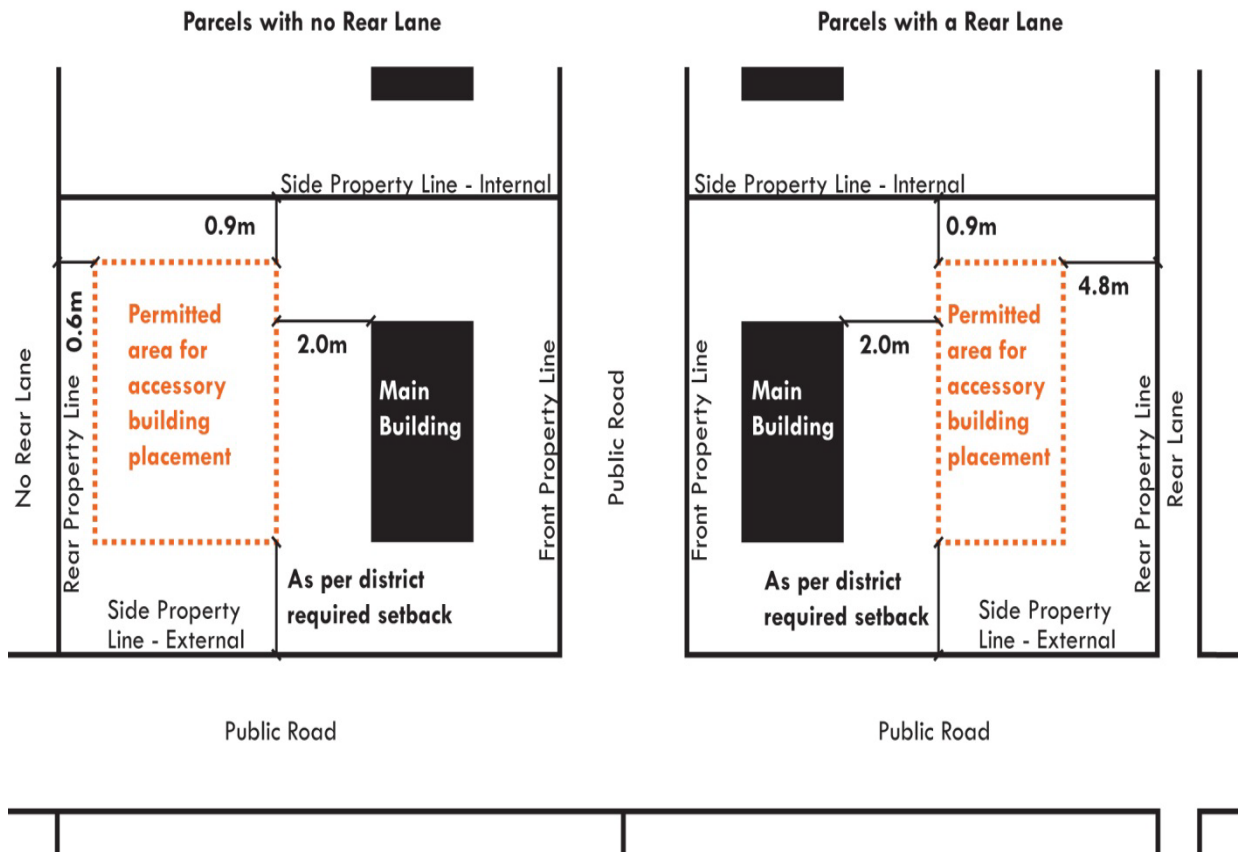 Parcels with no Rear Lane
Side Property Line - Internal
0.9m
0.6m
Permitted
area for
accessory
building
placement
2.0m
Main
Building
No Rear Lane
Rear Property Line
Front Property Line
As per district
required setback
Side Property
Line - External
Public Road
Public Road
Parcels with a Rear Lane
Side Property Line - Internal
0.9m
4.8m
2.0m
Permitted
area for
accessory
building
placement
Main
Building
Front Property Line
Rear Property Line
Rear Lane
As per district
required setback
Side Property
Line - External
Public Road